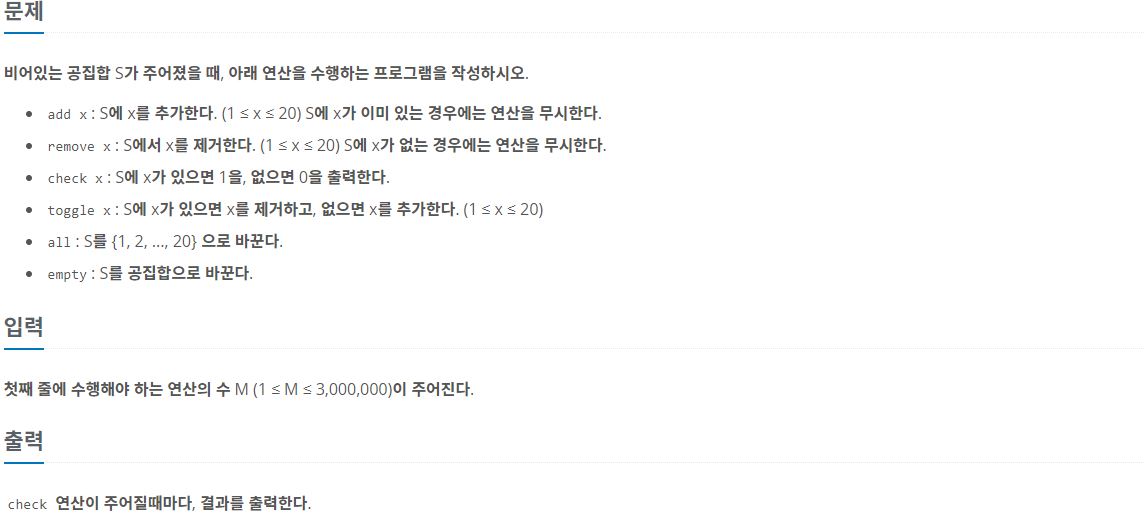 문제
비어있는 공집합 S가 주어졌을 때, 아래 연산을 수행하는 프로그램을 작성하시오.
• add x : S에 x를 추가한다. (1 ≤ x ≤ 20) S에 x가 이미 있는 경우에는 연산을 무시한다.
• remove x : S에서 x를 제거한다. (1 ≤ x ≤ 20) S에 x가 없는 경우에는 연산을 무시한다.
• check x : S에 x가 있으면 1을, 없으면 0을 출력한다.
• toggle x : S에 x가 있으면 x를 제거하고, 없으면 x를 추가한다. (1 ≤ x ≤ 20)
• all : S를 {1, 2, ..., 20} 으로 바꾼다.
• empty : S를 공집합으로 바꾼다.
입력
첫째 줄에 수행해야 하는 연산의 수 M (1 ≤ M ≤ 3,000,000)이 주어진다.
출력
check 연산이 주어질때마다, 결과를 출력한다.